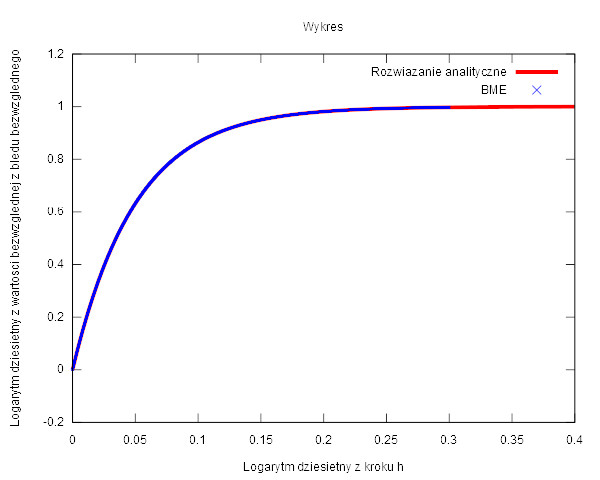 Wykres
Logarytm dziesietny z wartosci bezwzglednej z bledu bezwzglednego
1.2
1
0.8
0.6
0.4
0.2
0
-0.2
Rozwiazanie analityczne
BME
0 0.05 0.1 0.15 0.2 0.25 0.3 0.35 0.4
Logarytm dziesietny z kroku h